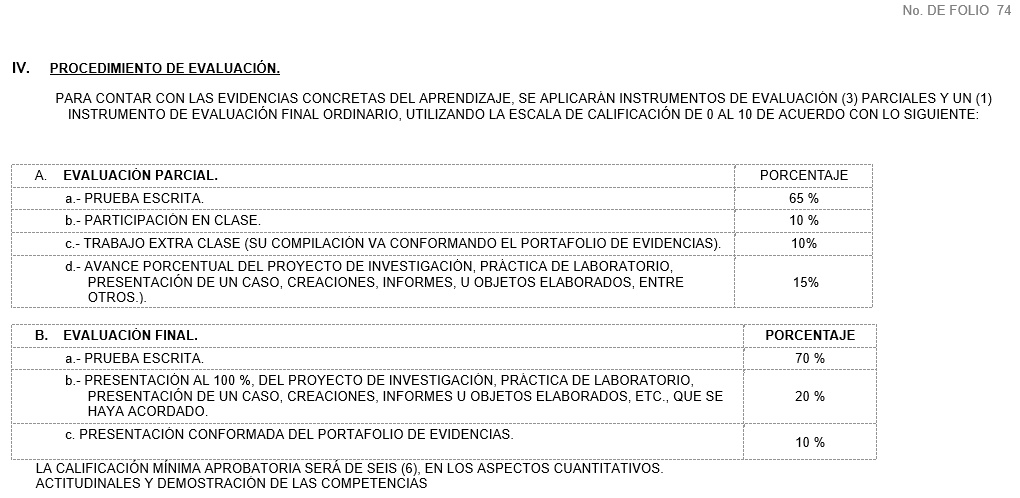 No. DE FOLIO 74
IV. PROCEDIMIENTO DE EVALUACIÓN.
PARA CONTAR CON LAS EVIDENCIAS CONCRETAS DEL APRENDIZAJE, SE APLICARÁN INSTRUMENTOS DE EVALUACIÓN (3) PARCIALES Y UN (1)
INSTRUMENTO DE EVALUACIÓN FINAL ORDINARIO, UTILIZANDO LA ESCALA DE CALIFICACIÓN DE 0 AL 10 DE ACUERDO CON LO SIGUIENTE:
A. EVALUACIÓN PARCIAL. PORCENTAJE
a.- PRUEBA ESCRITA. 65 %
b.- PARTICIPACIÓN EN CLASE. 10 %
c.- TRABAJO EXTRA CLASE (SU COMPILACIÓN VA CONFORMANDO EL PORTAFOLIO DE EVIDENCIAS). 10%
d.- AVANCE PORCENTUAL DEL PROYECTO DE INVESTIGACIÓN, PRÁCTICA DE LABORATORIO,
PRESENTACIÓN DE UN CASO, CREACIONES, INFORMES, U OBJETOS ELABORADOS, ENTRE 15%
OTROS.).
B. EVALUACIÓN FINAL. PORCENTAJE
a.- PRUEBA ESCRITA. 70 %
b.- PRESENTACIÓN AL 100 %, DEL PROYECTO DE INVESTIGACIÓN, PRÁCTICA DE LABORATORIO,
PRESENTACIÓN DE UN CASO, CREACIONES, INFORMES U OBJETOS ELABORADOS, ETC., QUE SE 20 %
HAYA ACORDADO.
c. PRESENTACIÓN CONFORMADA DEL PORTAFOLIO DE EVIDENCIAS. 10 %
LA CALIFICACIÓN MÍNIMA APROBATORIA SERÁ DE SEIS (6), EN LOS ASPECTOS CUANTITATIVOS.
ACTITUDINALES Y DEMOSTRACIÓN DE LAS COMPETENCIAS